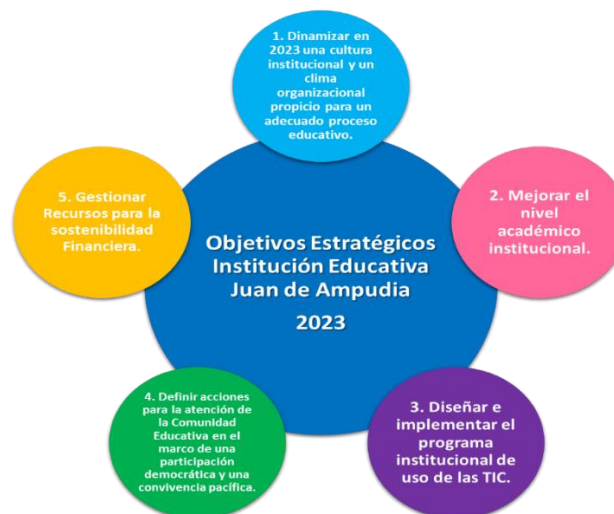 1. Dinamizar en
2023 una cultura
institucional y un
clima
organizacional
propicio para un
adecuado proceso
educativo.
5. Gestionar
Recursos para la
sostenibilidad
Financiera.
2. Mejorar el
nivel
académico
institucional.
Objetivos Estratégicos
Institución Educativa
Juan de Ampudia
2023
4. Definir acciones
para la atención de
la Comunidad
Educativa en el
marco de una
participación
democrática y una
convivencia pacífica.
3. Diseñar e
implementar el
programa
institucional de
uso de las TIC.